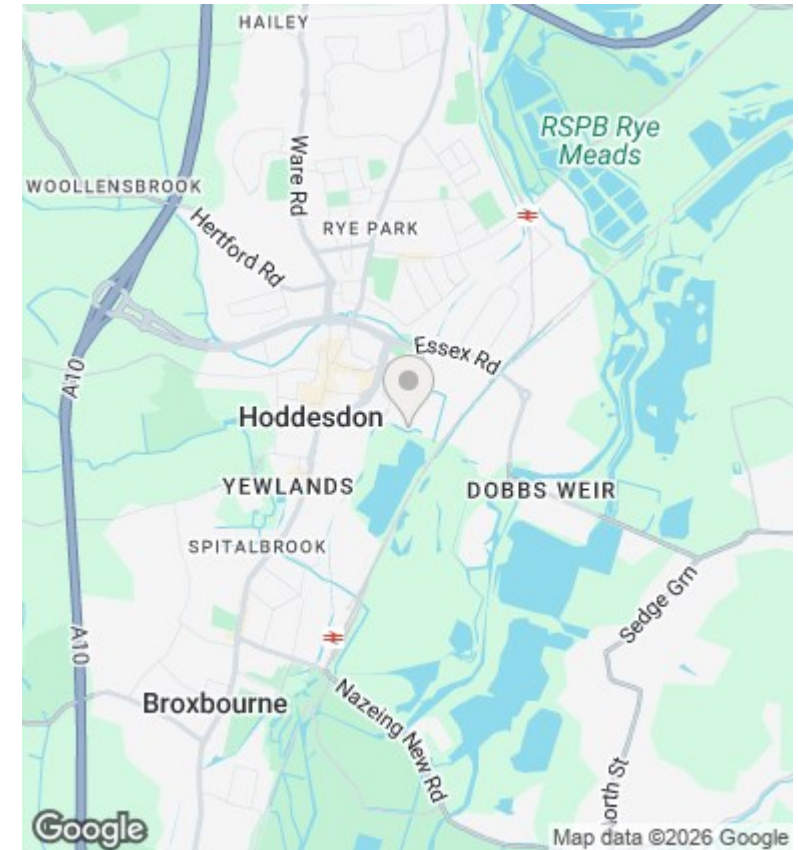 HAILEY
RSPB Rye
Meads
Ware Rd
WOOLLENSBROOK
Hertford Rd
RYE PARK
Essex Rd
A10
Hoddesdon
YEWLANDS
DOBBS WEIR
SPITALBROOK
Sedge Grn
A10
Broxbourne
Nazeing New Rd
orth St
Google
Map data ©2026 Google